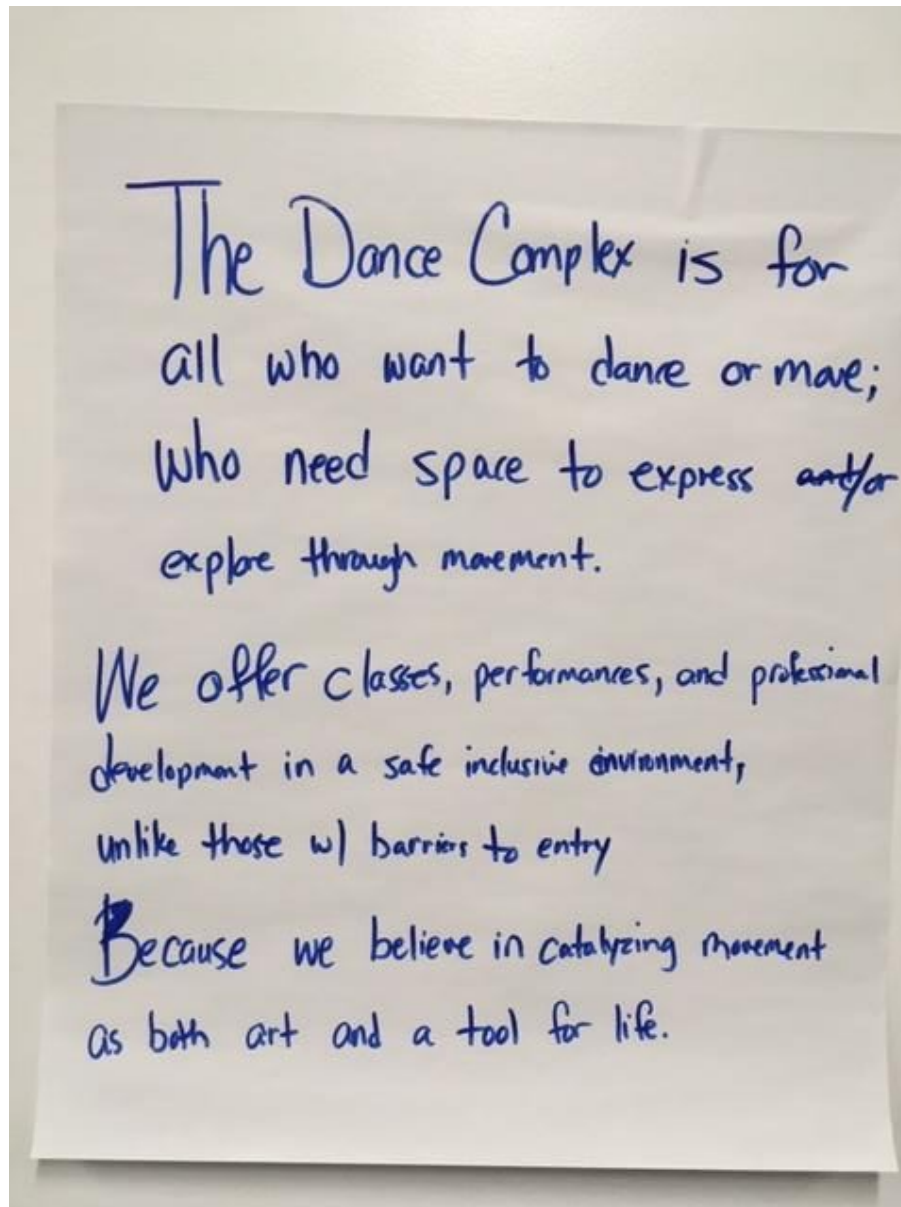 The Dance Complex is for
all who want to dance or move;
who need space to express and/or
explore through movement.
We offer classes, performances, and professional
development in a safe inclusive environment,
unlike those w/ barriers to entry
Because we believe in catalyzing movement
as both art and a tool for life.